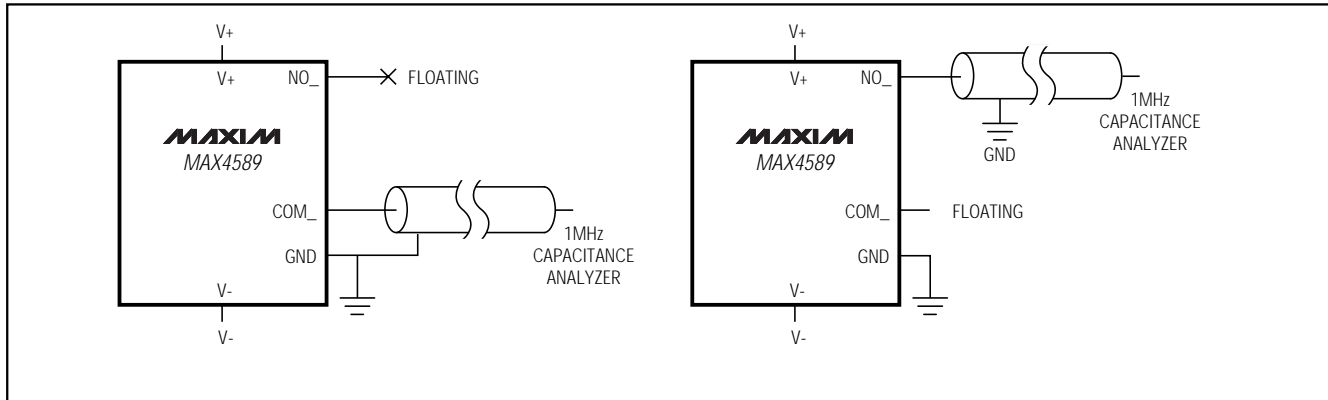 V+
V+
NO_
FLOATING
MAXIM
MAX4589
COM_
GND
1MHz
CAPACITANCE
ANALYZER
V-
V-
V+
V+
NO_
1MHz
CAPACITANCE
ANALYZER
GND
MAXIM
MAX4589
COM_
FLOATING
GND
V-
V-